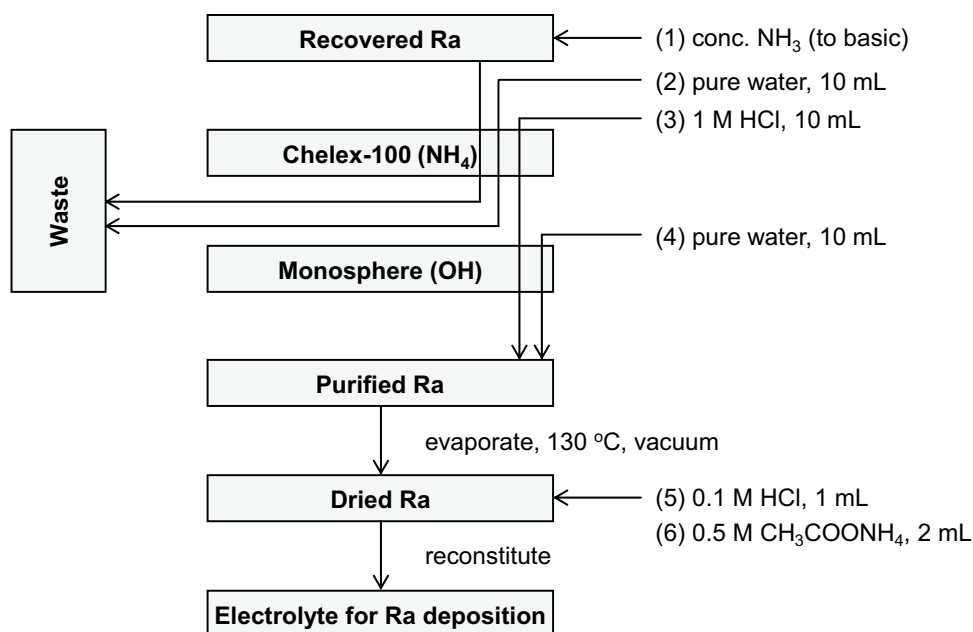 Recovered Ra
(1) conc. NH₃ (to basic)
(2) pure water, 10 mL
(3) 1 M HCl, 10 mL
Chelex-100 (NH₄)
Waste
(4) pure water, 10 mL
Monosphere (OH)
Purified Ra
evaporate, 130 °C, vacuum
Dried Ra
(5) 0.1 M HCl, 1 mL
(6) 0.5 M CH₃COONH₄, 2 mL
reconstitute
Electrolyte for Ra deposition